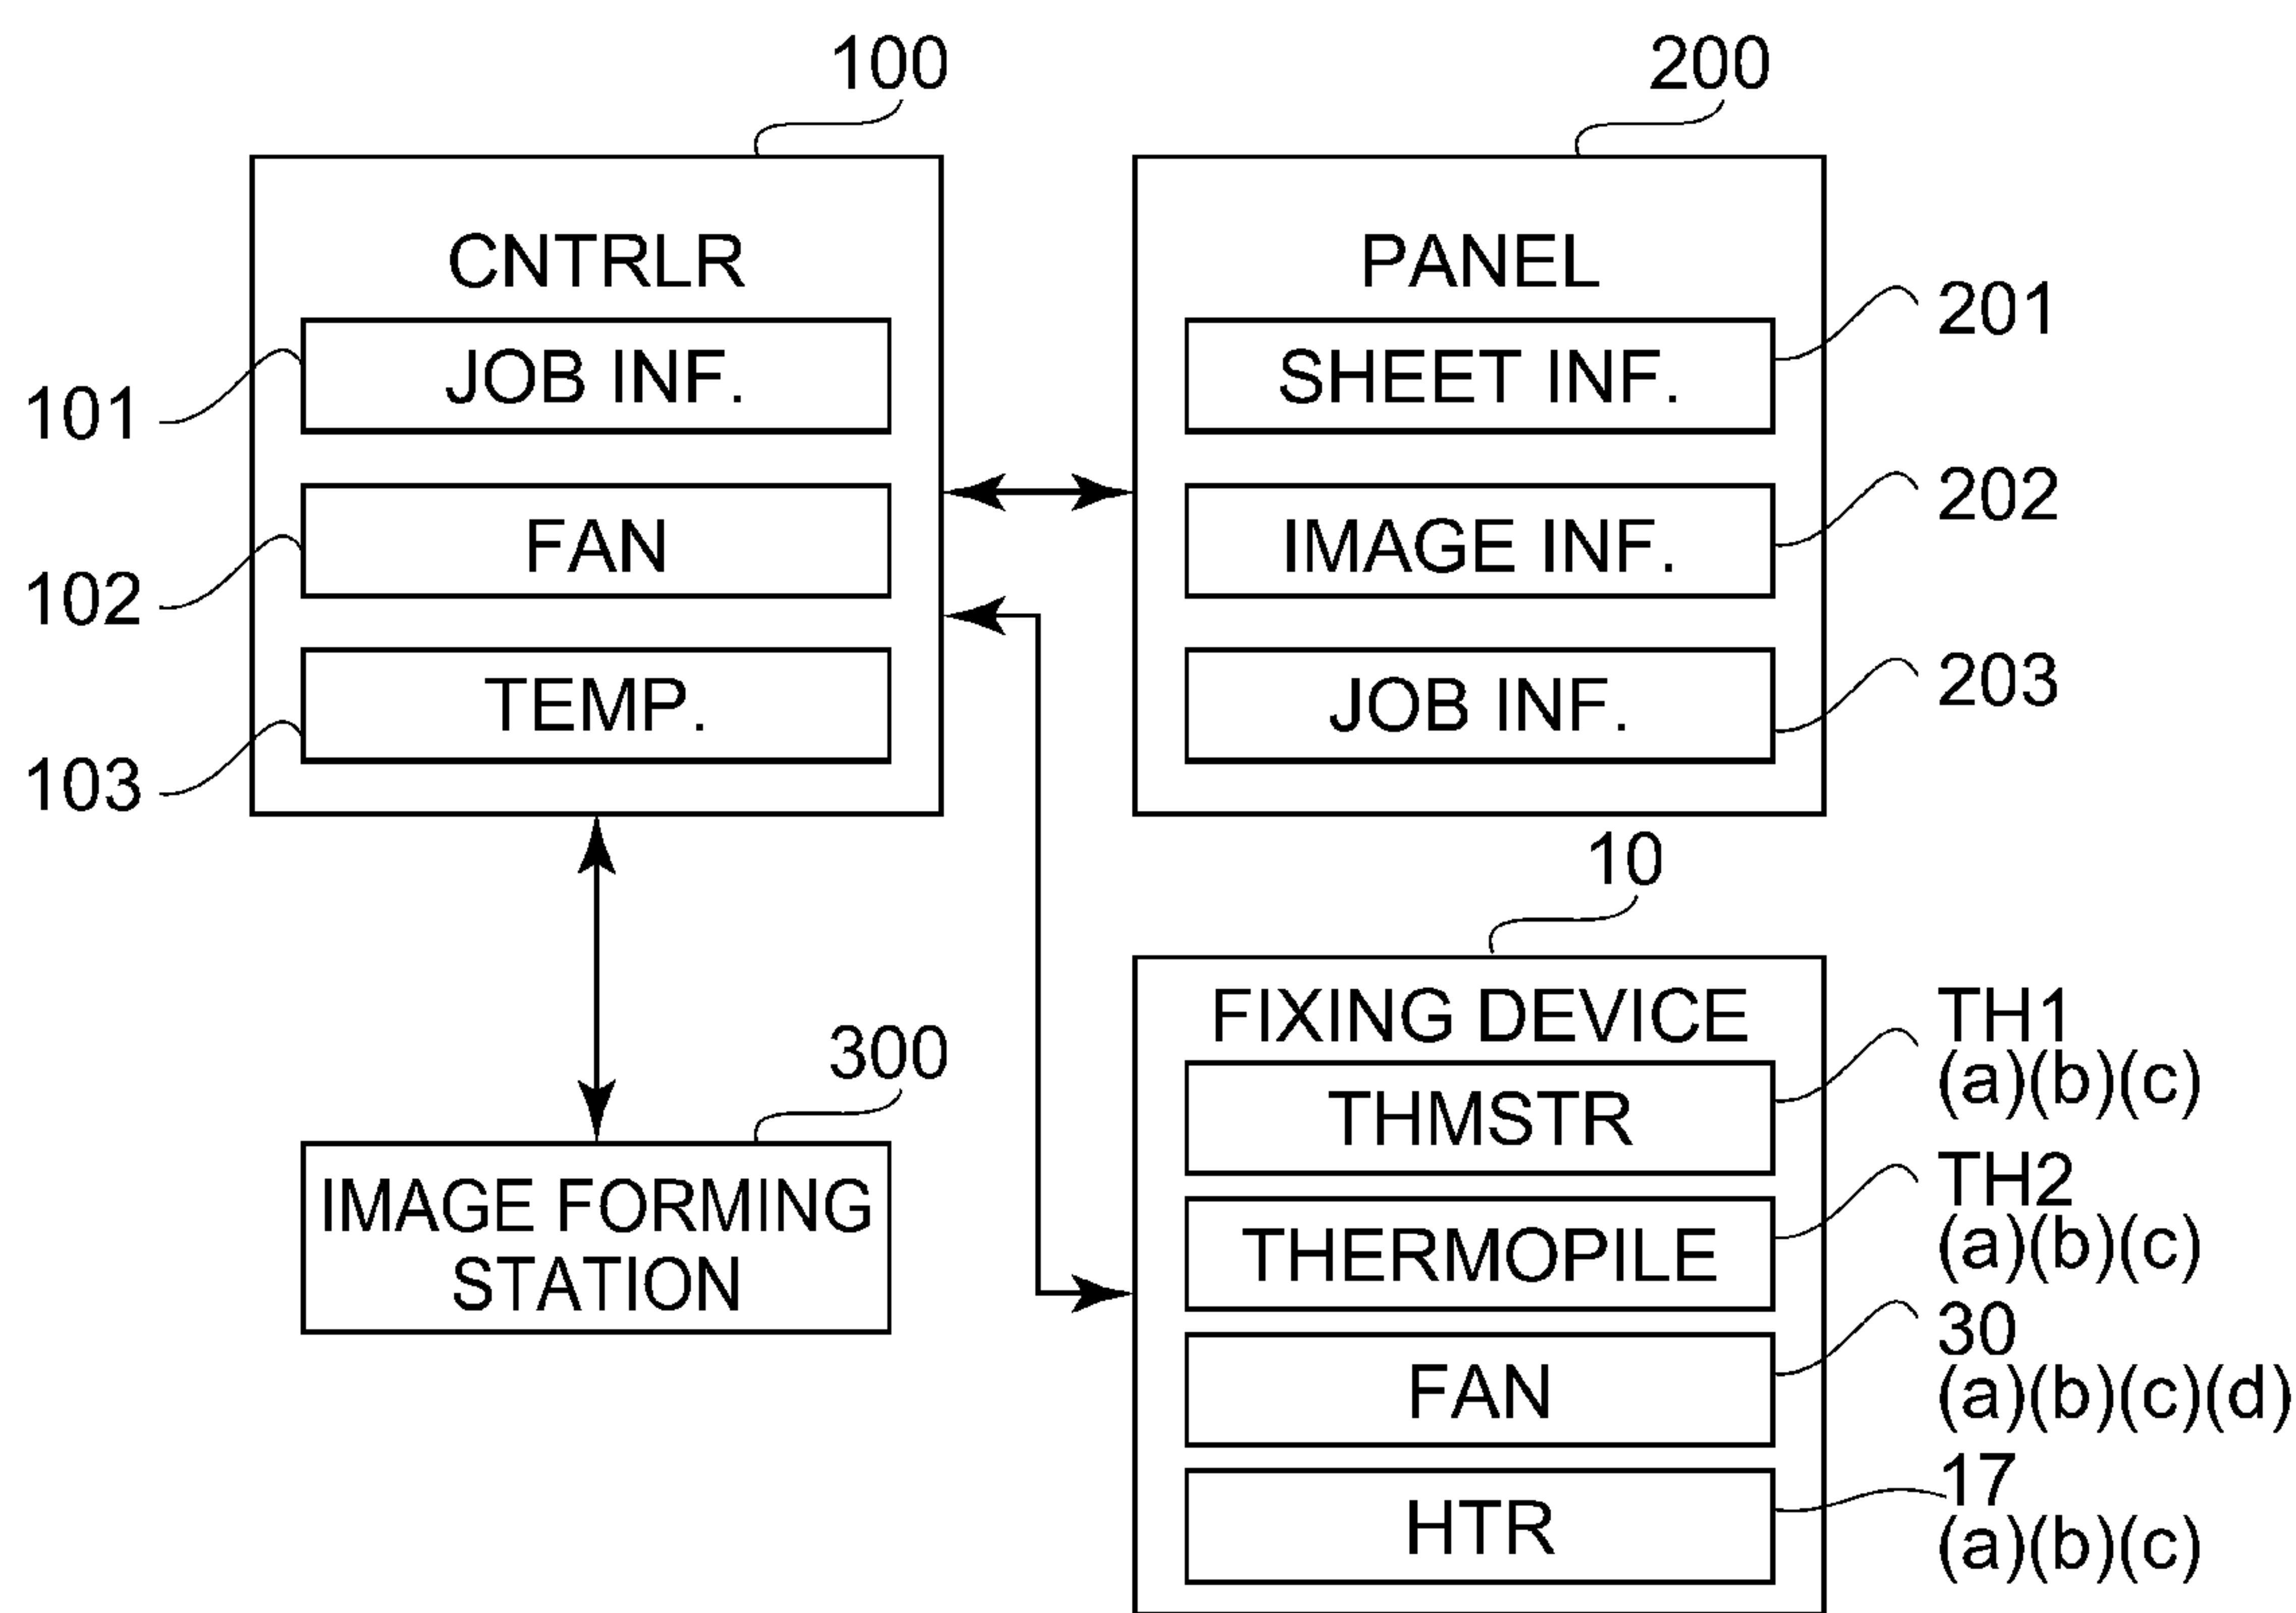 100
CNTRLR
101
JOB INF.
102
FAN
103
TEMP.
200
PANEL
SHEET INF.
201
IMAGE INF.
202
JOB INF.
203
300
IMAGE FORMING
STATION
10
FIXING DEVICE
THMSTR
TH1
(a)(b)(c)
THERMOPILE
TH2
(a)(b)(c)
FAN
30
(a)(b)(c)(d)
HTR
17
(a)(b)(c)